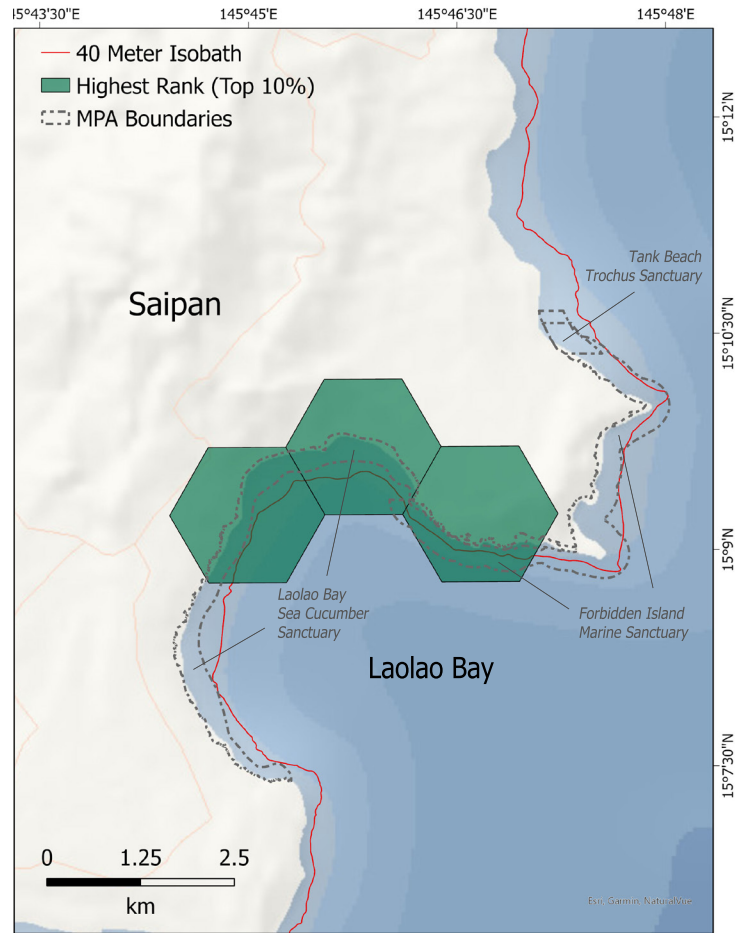 15°43'30"E 145°45'E 145°46'30"E 145°48'E
40 Meter Isobath
Highest Rank (Top 10%)
MPA Boundaries
15°12'N
Tank Beach
Trochus Sanctuary
Saipan
15°10'30"N
15°9'N
Laolao Bay
Sea Cucumber
Sanctuary
Forbidden Island
Marine Sanctuary
Laolao Bay
15°7'30"N
0 1.25 2.5
km
Esri, Garmin, NaturalVue